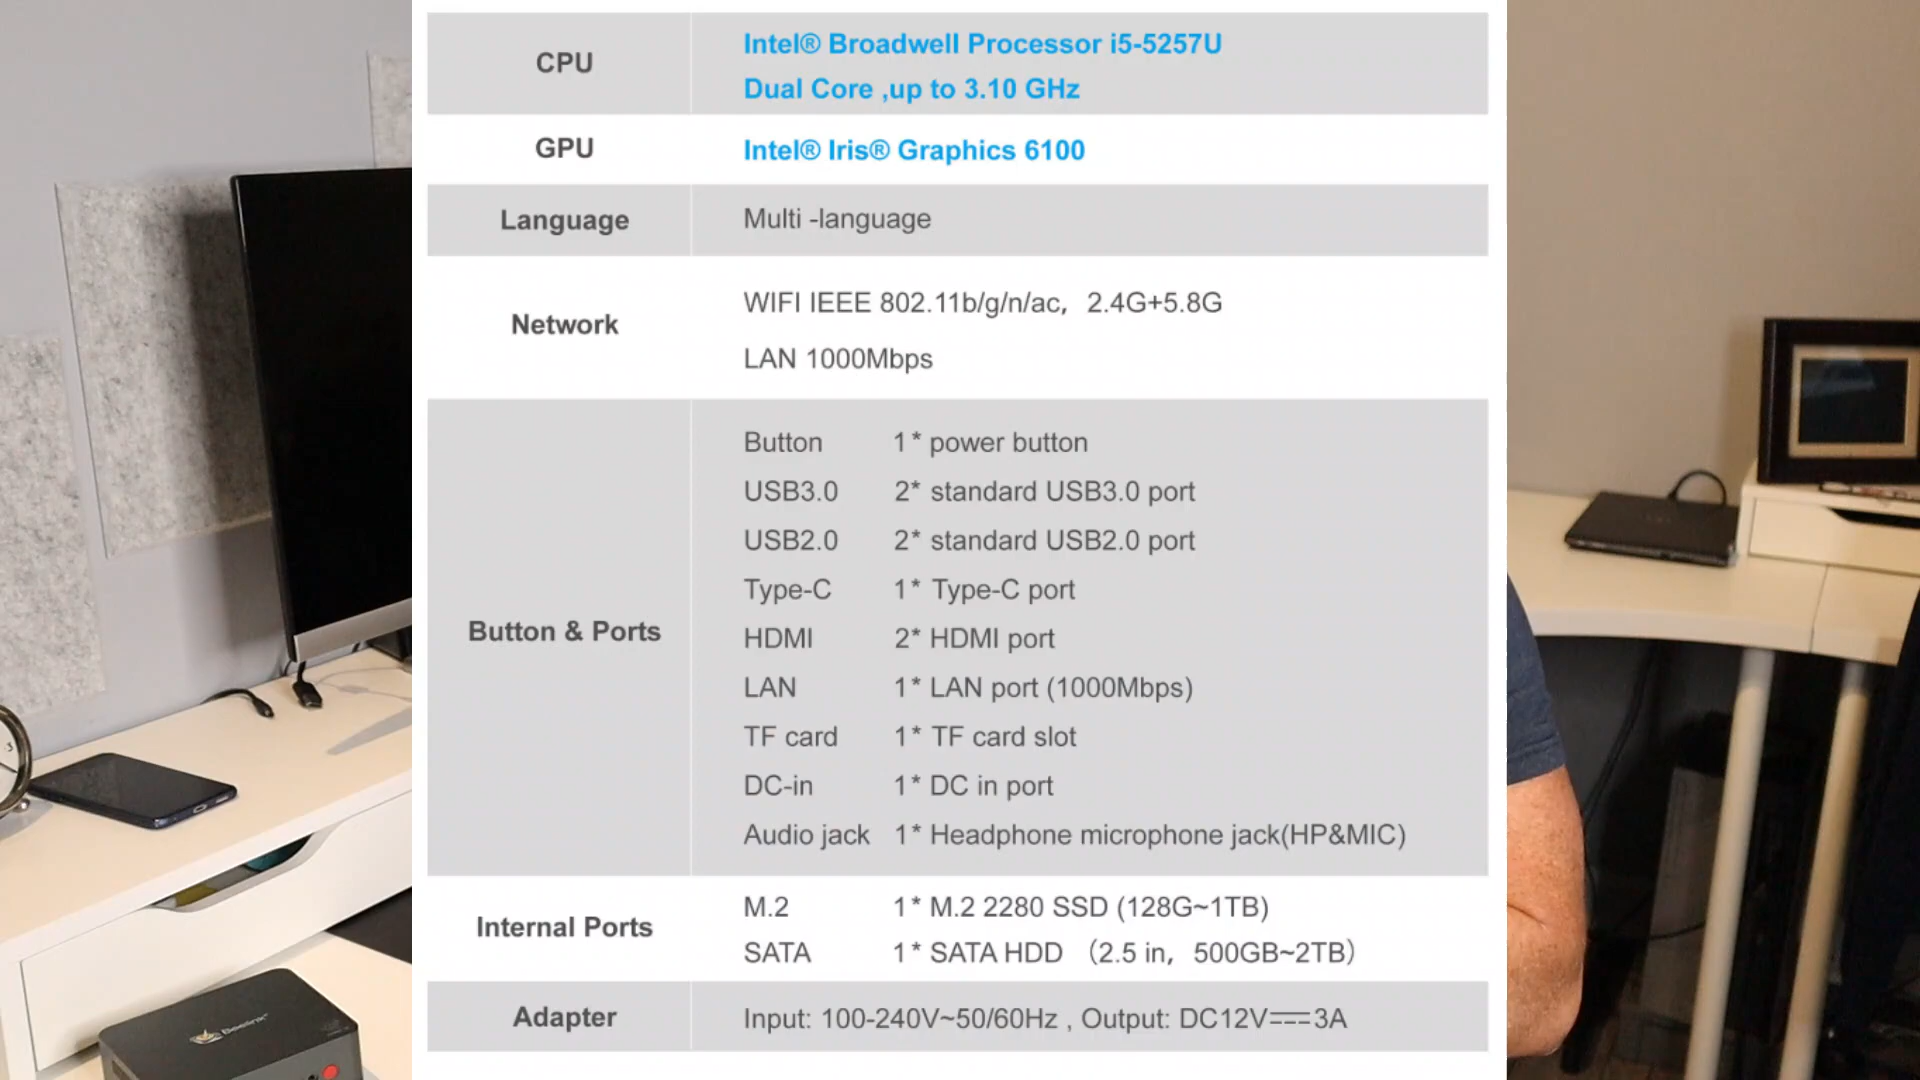 CPU
Intel® Broadwell Processor i5-5257U
Dual Core ,up to 3.10 GHz
GPU
Intel® Iris® Graphics 6100
Language
Multi -language
Network
WIFI IEEE 802.11b/g/n/ac, 2.4G+5.8G
LAN 1000Mbps
Button & Ports
Button 1* power button
USB3.0 2* standard USB3.0 port
USB2.0 2* standard USB2.0 port
Type-C 1* Type-C port
HDMI 2* HDMI port
LAN 1* LAN port (1000Mbps)
TF card 1* TF card slot
DC-in 1* DC in port
Audio jack 1* Headphone microphone jack(HP&MIC)
Internal Ports
M.2 1* M.2 2280 SSD (128G~1TB)
SATA 1* SATA HDD (2.5 in, 500GB~2TB)
Adapter
Input: 100-240V~50/60Hz , Output: DC12V⎓3A
Beelink
3